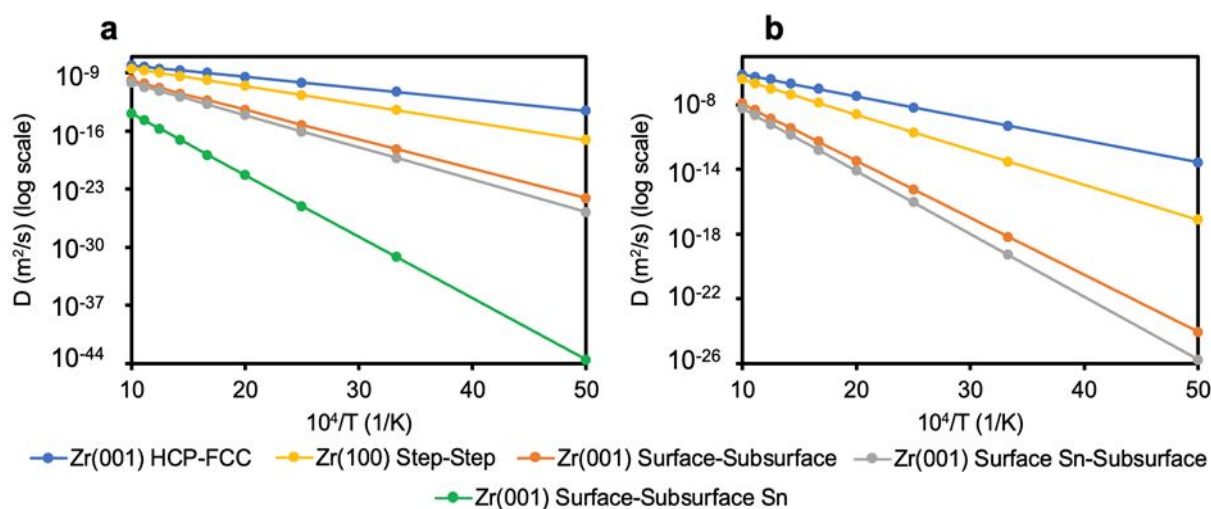 a
b
D (m²/s) (log scale)
10⁻⁹
10⁻¹⁶
10⁻²³
10⁻³⁰
10⁻³⁷
10⁻⁴⁴
10 20 30 40 50
10⁴/T (1/K)
D (m²/s) (log scale)
10⁻⁸
10⁻¹⁴
10⁻¹⁸
10⁻²²
10⁻²⁶
10 20 30 40 50
10⁴/T (1/K)
Zr(001) HCP-FCC Zr(100) Step-Step Zr(001) Surface-Subsurface Zr(001) Surface Sn-Subsurface
Zr(001) Surface-Subsurface Sn